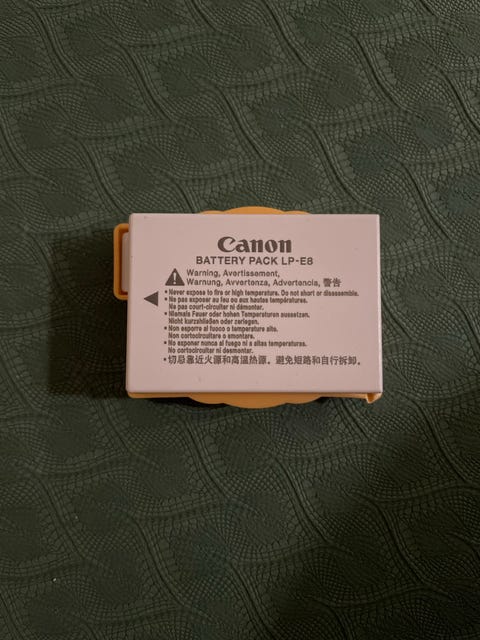 Canon
BATTERY PACK LP-E8
Warning, Avertissement,
Warnung, Avvertenza, Advertencia, 警告
• Never expose to fire or high temperature. Do not short or disassemble.
• Ne pas exposer au feu ou aux hautes températures.
Ne pas court-circuiter ni démonter.
• Niemals Feuer oder hohen Temperaturen aussetzen.
Nicht kurzschließen oder zerlegen.
• Non esporre al fuoco o temperature alte.
Non cortocircuitare o smontare.
• No exponer nunca al fuego ni a altas temperaturas.
No cortocircuitar ni desmontar.
• 切忌靠近火源和高温热源。避免短路和自行拆卸.